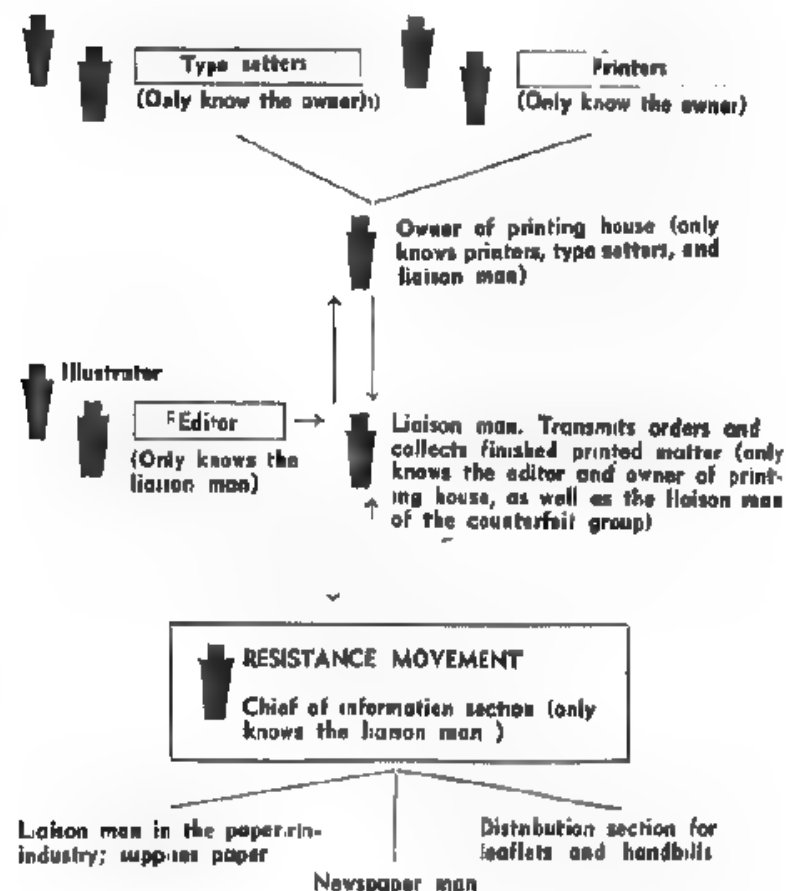 Type setters
Printers
(Only know the owner)
(Only know the owner)
Owner of printing house (only
knows printers, type setters, and
liaison man)
Illustrator
Editor
(Only knows the
liaison man)
Liaison man. Transmits orders and
collects finished printed matter (only
knows the editor and owner of print-
ing house, as well as the liaison man
of the counterfeit group)
RESISTANCE MOVEMENT
Chief of information section (only
knows the liaison man )
Liaison man in the paper
industry; supplies paper
Distribution section for
leaflets and handbills
Newspaper man